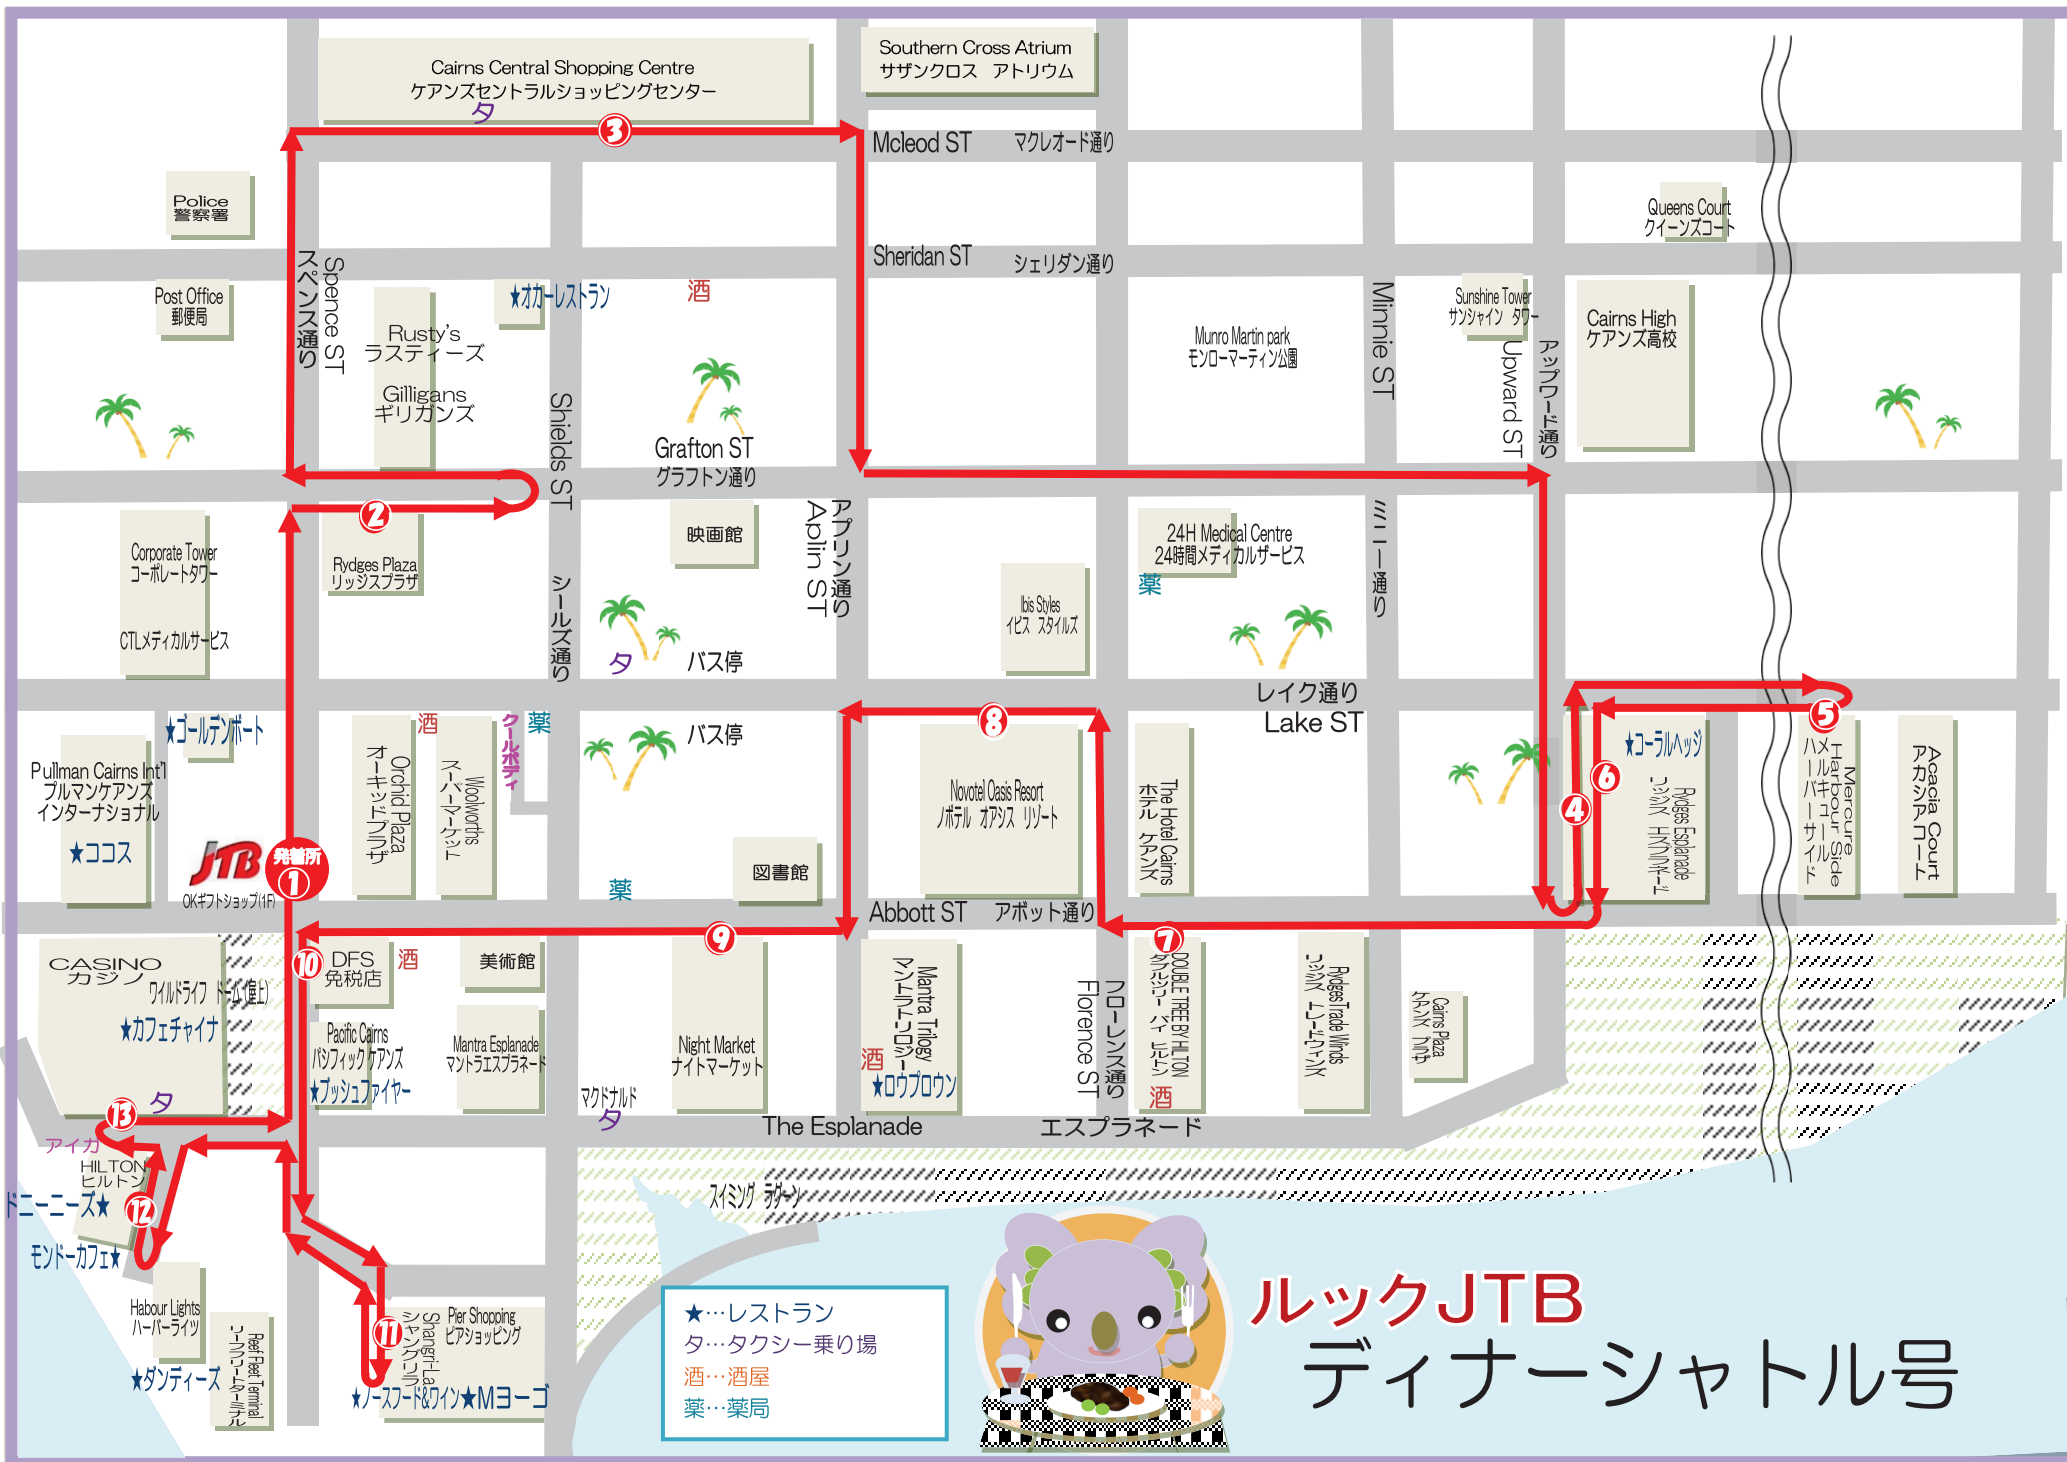 Cairns Central Shopping Centre
ケアンズセントラルショッピングセンター
タ
Southern Cross Atrium
サザンクロス アトリウム
3
Mcleod ST マクレオード通り
Police
警察署
Queens Court
クイーンズコート
Sheridan ST シェリダン通り
Spence ST
スペンス通り
Post Office
郵便局
★オカーレストラン
酒
Rusty's
ラスティーズ
Gilligans
ギリガンズ
Munro Martin park
モンローマーティン公園
Minnie ST
Sunshine Tower
サンシャイン タワー
Upward ST
アップワード通り
Cairns High
ケアンズ高校
Shields ST
Grafton ST
グラフトン通り
2
Corporate Tower
コーポレートタワー
CTLメディカルサービス
Rydges Plaza
リッジスプラザ
シールズ通り
映画館
アプリン通り
Aplin ST
24H Medical Centre
24時間メディカルサービス
薬
ミニー通り
Ibis Styles
イビス スタイルズ
タ
バス停
レイク通り
Lake ST
★ゴールデンボート
Pullman Cairns Int'l
プルマンケアンズ
インターナショナル
★ココス
Orchid Plaza
オーキッドプラザ
酒
Woolworths
スーパーマーケット
クールボディ
薬
バス停
8
Novotel Oasis Resort
ノボテル オアシス リゾート
The Hotel Cairns
ホテル ケアンズ
4
5
6
★コーラルヘッジ
Rydges Esplanade
Mercure
Harbour Side
メルキュール
ハーバーサイド
Acacia Court
アカシアコート
JTB
OKギフトショップ(1F)
発着所
1
図書館
薬
Abbott ST アボット通り
9
10
7
CASINO
カジノ
ワイルドライフ ドーム(屋上)
★カフェチャイナ
DFS
免税店
酒
美術館
Pacific Cairns
パシフィックケアンズ
★ブッシュファイヤー
Mantra Esplanade
マントラエスプラネード
Night Market
ナイトマーケット
Mantra Trilogy
マントラトリロジー
酒
★ロウプロウン
フローレンス通り
Florence ST
DOUBLE TREE BY HILTON
ダブルツリー バイ ヒルトン
酒
Rydges Trade Winds
Cairns Plaza
マクドナルド
タ
The Esplanade エスプラネード
13
タ
アイカ
HILTON
ヒルトン
ドニーニーズ★
12
モンドーカフェ★
Habour Lights
ハーバーライツ
★ダンディーズ
Reef Fleet Terminal
11
Shangri-La
シャングリラ
Pier Shopping
ピアショッピング
★ノースフード&ワイン★Mヨーゴ
スイミング ラグーン
★…レストラン
タ…タクシー乗り場
酒…酒屋
薬…薬局
ルックJTB
ディナーシャトル号